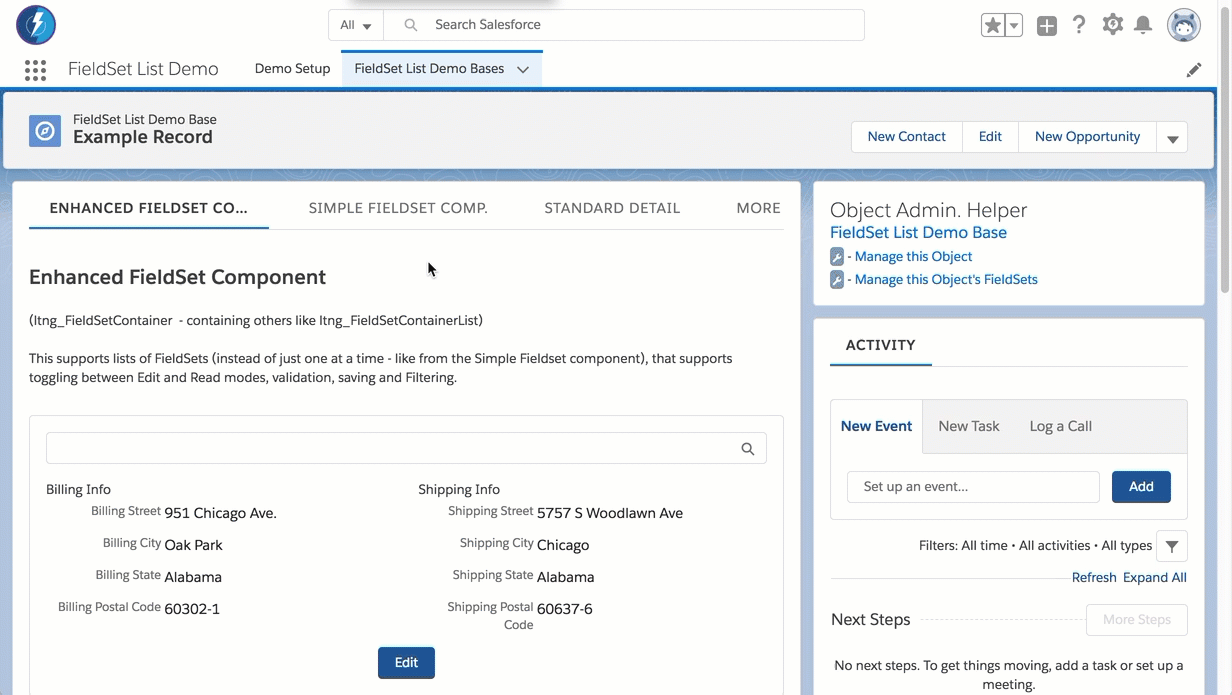 All
Search Salesforce
FieldSet List Demo
Demo Setup
FieldSet List Demo Bases
FieldSet List Demo Base
Example Record
New Contact
Edit
New Opportunity
ENHANCED FIELDSET CO...
SIMPLE FIELDSET COMP.
STANDARD DETAIL
MORE
Enhanced FieldSet Component
(ltng_FieldSetContainer - containing others like ltng_FieldSetContainerList)
This supports lists of FieldSets (instead of just one at a time - like from the Simple Fieldset component), that supports
toggling between Edit and Read modes, validation, saving and Filtering.
Billing Info
Billing Street 951 Chicago Ave.
Billing City Oak Park
Billing State Alabama
Billing Postal Code 60302-1
Shipping Info
Shipping Street 5757 S Woodlawn Ave
Shipping City Chicago
Shipping State Alabama
Shipping Postal 60637-6
Code
Edit
Object Admin. Helper
FieldSet List Demo Base
- Manage this Object
- Manage this Object's FieldSets
ACTIVITY
New Event
New Task
Log a Call
Set up an event...
Add
Filters: All time • All activities • All types
Refresh
Expand All
Next Steps
More Steps
No next steps. To get things moving, add a task or set up a
meeting.